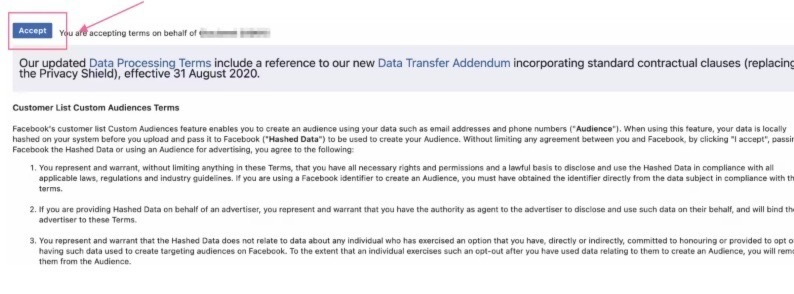 Accept
You are accepting terms on behalf of
Our updated Data Processing Terms include a reference to our new Data Transfer Addendum incorporating standard contractual clauses (replacing
the Privacy Shield), effective 31 August 2020.
Customer List Custom Audiences Terms
Facebook's customer list Custom Audiences feature enables you to create an audience using your data such as email addresses and phone numbers ("Audience"). When using this feature, your data is locally
hashed on your system before you upload and pass it to Facebook ("Hashed Data") to be used to create your Audience. Without limiting any agreement between you and Facebook, by clicking "I accept",
Facebook the Hashed Data or using an Audience for advertising, you agree to the following:
1. You represent and warrant, without limiting anything in these Terms, that you have all necessary rights and permissions and a lawful basis to disclose and use the Hashed Data in compliance with all
applicable laws, regulations and industry guidelines. If you are using a Facebook identifier to create an Audience, you must have obtained the identifier directly from the data subject in compliance with
terms.
2. If you are providing Hashed Data on behalf of an advertiser, you represent and warrant that you have the authority as agent to the advertiser to disclose and use such data on their behalf, and will bind
advertiser to these Terms.
3. You represent and warrant that the Hashed Data does not relate to data about any individual who has exercised an option that you have, directly or indirectly, committed to honouring or provided to opt
having such data used to create targeting audiences on Facebook. To the extent that an individual exercises such an opt-out after you have used data relating to them to create an Audience, you will
them from the Audience.